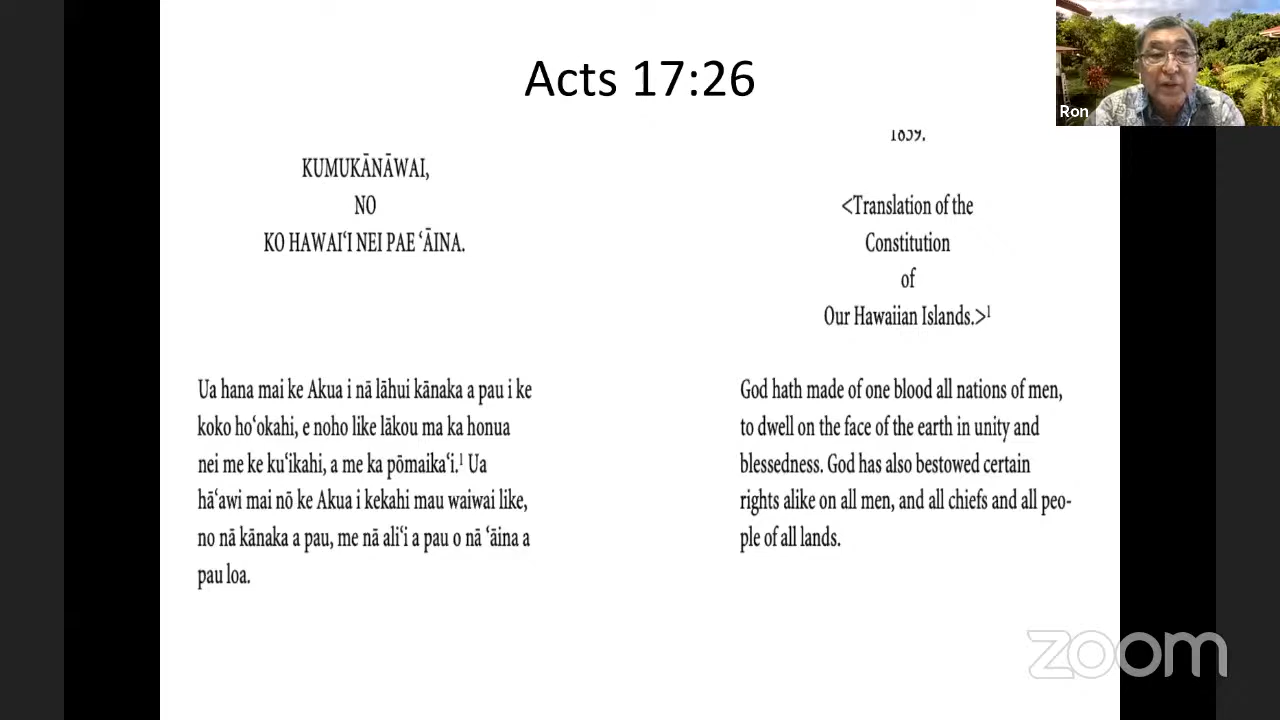 Acts 17:26
Ron
KUMUKĀNĀWAI,
NO
KO HAWAIʻI NEI PAE ʻĀINA.
Ua hana mai ke Akua i nā lāhui kānaka a pau i ke
koko hoʻokahi, e noho like lākou ma ka honua
nei me ke kuʻikahi, a me ka pōmaikaʻi.¹ Ua
hāʻawi mai nō ke Akua i kekahi mau waiwai like,
no nā kānaka a pau, me nā aliʻi a pau o nā ʻāina a
pau loa.
1839.
<Translation of the
Constitution
of
Our Hawaiian Islands.>¹
God hath made of one blood all nations of men,
to dwell on the face of the earth in unity and
blessedness. God has also bestowed certain
rights alike on all men, and all chiefs and all peo-
ple of all lands.
zoom